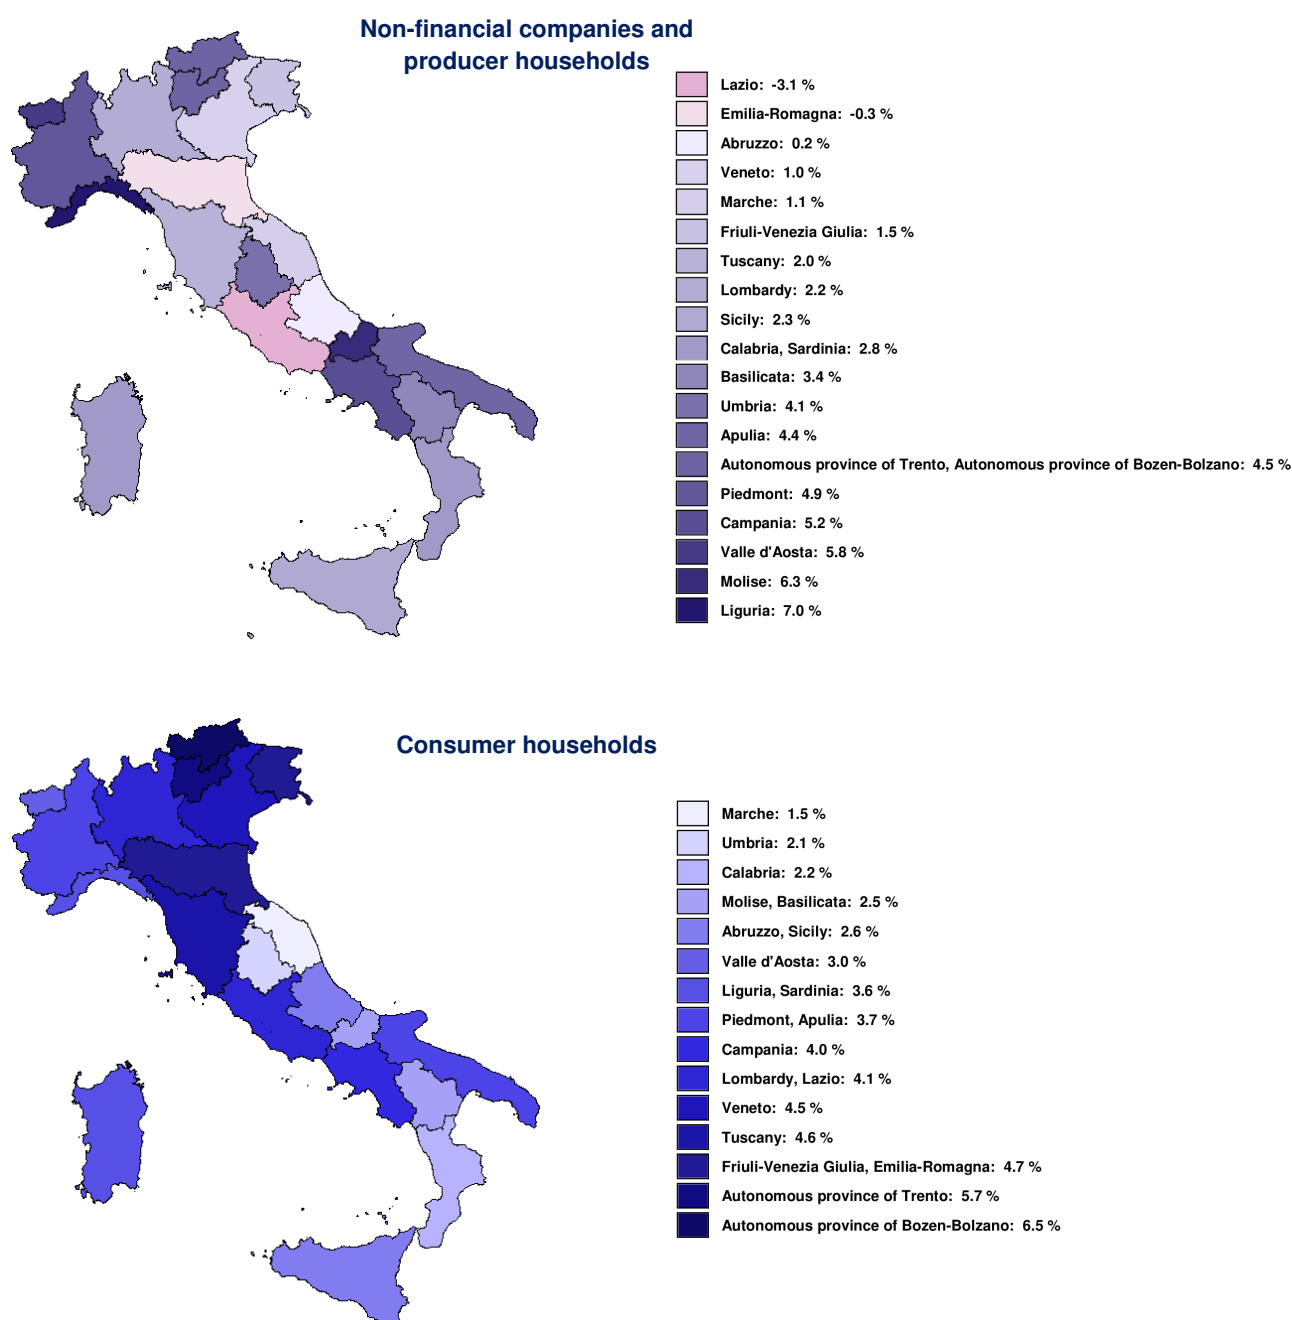 Non-financial companies and
producer households
Lazio: -3.1 %
Emilia-Romagna: -0.3 %
Abruzzo: 0.2 %
Veneto: 1.0 %
Marche: 1.1 %
Friuli-Venezia Giulia: 1.5 %
Tuscany: 2.0 %
Lombardy: 2.2 %
Sicily: 2.3 %
Calabria, Sardinia: 2.8 %
Basilicata: 3.4 %
Umbria: 4.1 %
Apulia: 4.4 %
Autonomous province of Trento, Autonomous province of Bozen-Bolzano: 4.5 %
Piedmont: 4.9 %
Campania: 5.2 %
Valle d'Aosta: 5.8 %
Molise: 6.3 %
Liguria: 7.0 %
Consumer households
Marche: 1.5 %
Umbria: 2.1 %
Calabria: 2.2 %
Molise, Basilicata: 2.5 %
Abruzzo, Sicily: 2.6 %
Valle d'Aosta: 3.0 %
Liguria, Sardinia: 3.6 %
Piedmont, Apulia: 3.7 %
Campania: 4.0 %
Lombardy, Lazio: 4.1 %
Veneto: 4.5 %
Tuscany: 4.6 %
Friuli-Venezia Giulia, Emilia-Romagna: 4.7 %
Autonomous province of Trento: 5.7 %
Autonomous province of Bozen-Bolzano: 6.5 %